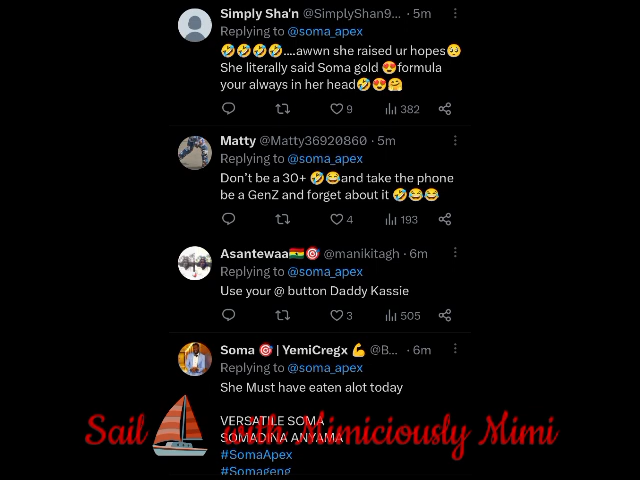 Simply Sha'n @SimplyShan9... · 5m
Replying to @soma_apex
🤣🤣🤣🤣....awwn she raised ur hopes🥺
She literally said Soma gold 😍formula
your always in her head🤣😍🤗
9 382
Matty @Matty36920860 · 5m
Replying to @soma_apex
Don't be a 30+ 🤣😂and take the phone
be a GenZ and forget about it 🤣😂😂
4 193
Asantewaa🇬🇭🎯 @manikitagh · 6m
Replying to @soma_apex
Use your @ button Daddy Kassie
3 505
Soma 🎯 | YemiCregx 💪 @B... · 6m
Replying to @soma_apex
She Must have eaten alot today
VERSATILE SOMA
Sail with Mimiciously Mimi
SOMADINA ANYAMA
#SomaApex
#Somageng